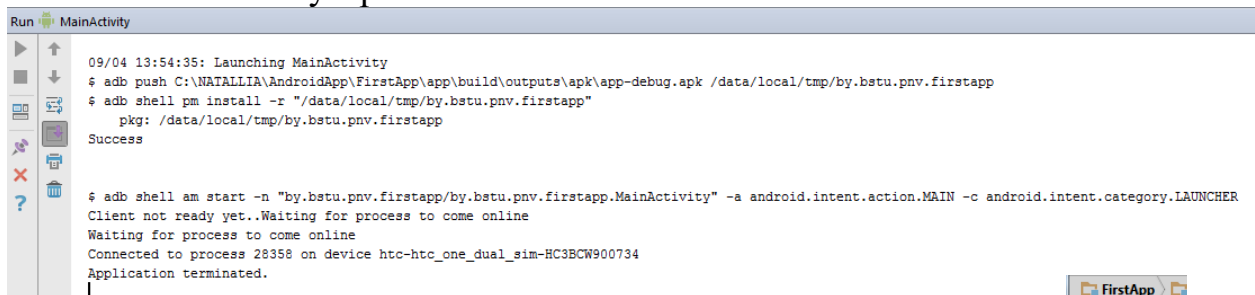 Run MainActivity
09/04 13:54:35: Launching MainActivity
$ adb push C:\NATALLIA\AndroidApp\FirstApp\app\build\outputs\apk\app-debug.apk /data/local/tmp/by.bstu.pnv.firstapp
$ adb shell pm install -r "/data/local/tmp/by.bstu.pnv.firstapp"
pkg: /data/local/tmp/by.bstu.pnv.firstapp
Success
$ adb shell am start -n "by.bstu.pnv.firstapp/by.bstu.pnv.firstapp.MainActivity" -a android.intent.action.MAIN -c android.intent.category.LAUNCHER
Client not ready yet..Waiting for process to come online
Waiting for process to come online
Connected to process 28358 on device htc-htc_one_dual_sim-HC3BCW900734
Application terminated.
FirstApp